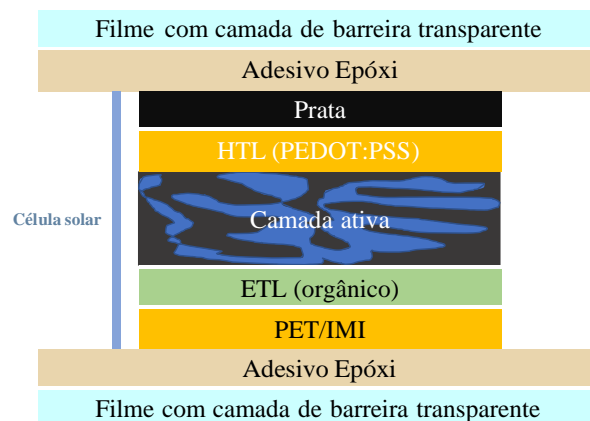 Filme com camada de barreira transparente
Adesivo Epóxi
Prata
HTL (PEDOT:PSS)
Célula solar
Camada ativa
ETL (orgânico)
PET/IMI
Adesivo Epóxi
Filme com camada de barreira transparente